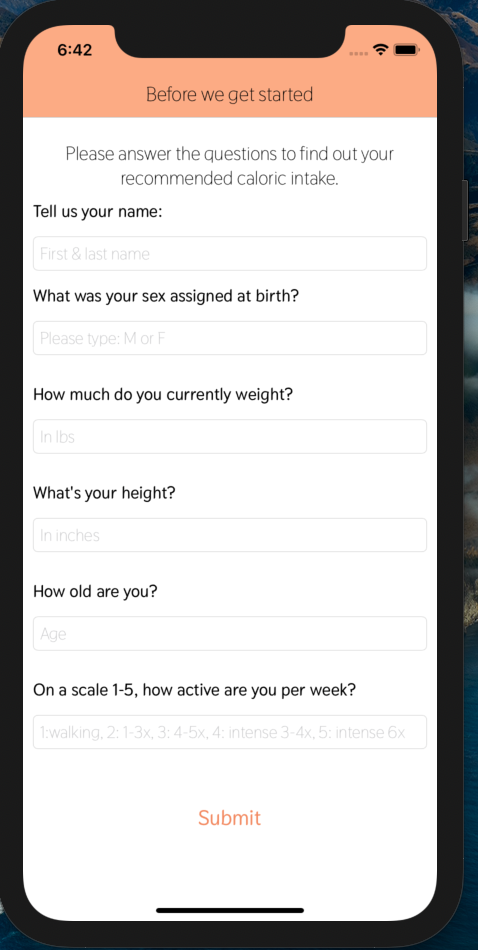 6:42
Before we get started
Please answer the questions to find out your
recommended caloric intake.
Tell us your name:
First & last name
What was your sex assigned at birth?
Please type: M or F
How much do you currently weight?
In lbs
What's your height?
In inches
How old are you?
Age
On a scale 1-5, how active are you per week?
1:walking, 2: 1-3x, 3: 4-5x, 4: intense 3-4x, 5: intense 6x
Submit